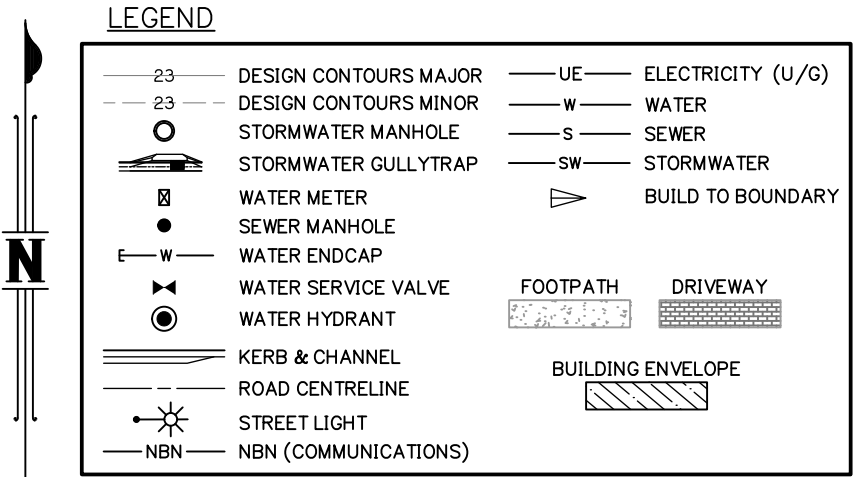 LEGEND
23 DESIGN CONTOURS MAJOR
23 DESIGN CONTOURS MINOR
STORMWATER MANHOLE
STORMWATER GULLYTRAP
WATER METER
SEWER MANHOLE
E W WATER ENDCAP
WATER SERVICE VALVE
WATER HYDRANT
KERB & CHANNEL
ROAD CENTRELINE
STREET LIGHT
NBN NBN (COMMUNICATIONS)
UE ELECTRICITY (U/G)
W WATER
S SEWER
SW STORMWATER
BUILD TO BOUNDARY
FOOTPATH DRIVEWAY
BUILDING ENVELOPE
N